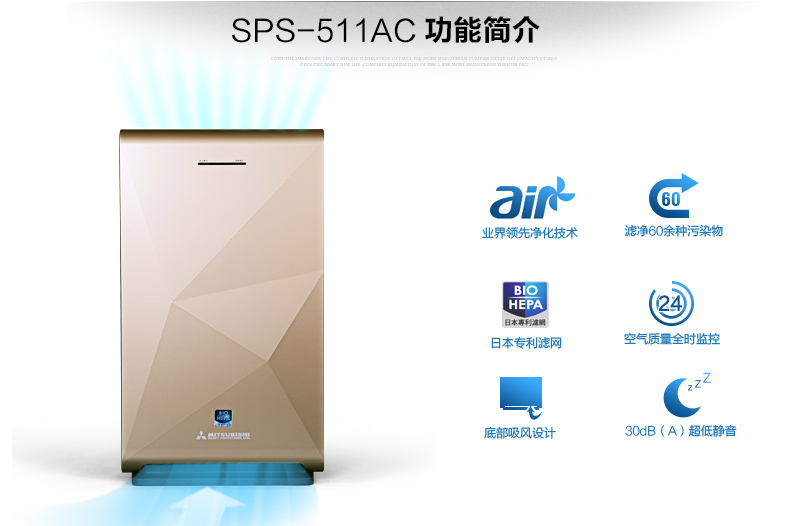 SPS-511AC 功能简介
air
业界领先净化技术
60
滤净60余种污染物
BIO
HEPA
日本專利濾網
日本专利滤网
24
空气质量全时监控
底部吸风设计
z z Z
30dB（A）超低静音
BIO
HEPA
MITSUBISHI